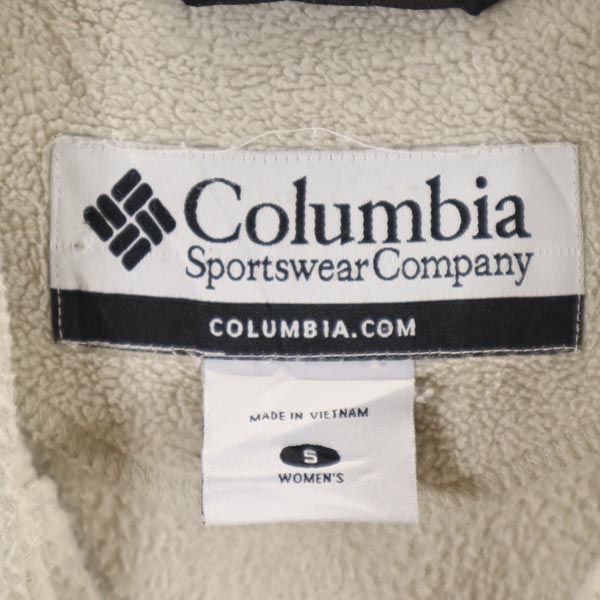 Columbia
Sportswear Company
COLUMBIA.COM
MADE IN VIETNAM
S
WOMEN'S